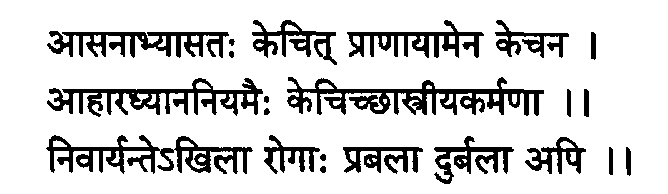 आसनाभ्यासतः केचित् प्राणायामेन केचन ।
आहारध्याननियमैः केचिच्छास्त्रीयकर्मणा ।।
निवार्यन्तेऽखिला रोगाः प्रबला दुर्बला अपि ।।